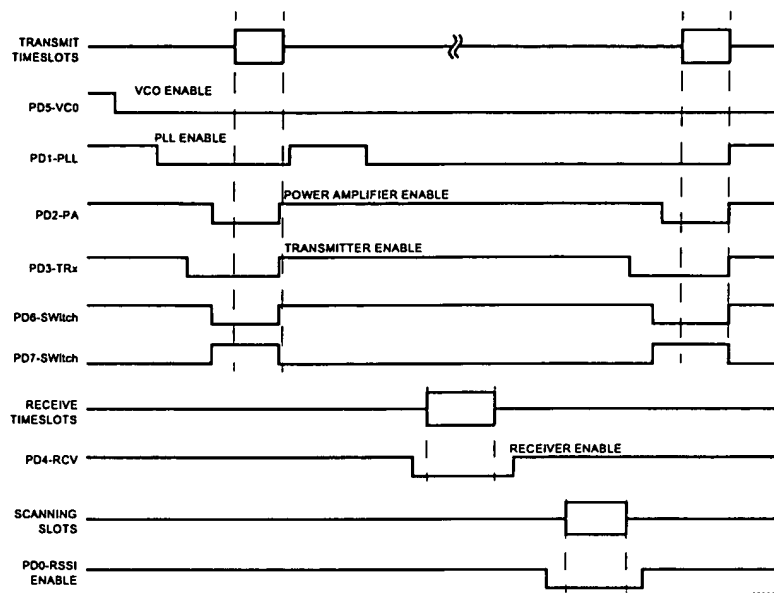 TRANSMIT
TIMESLOTS
VCO ENABLE
PD5-VC0
PLL ENABLE
PD1-PLL
POWER AMPLIFIER ENABLE
PD2-PA
TRANSMITTER ENABLE
PD3-TRx
PD6-SWitch
PD7-SWitch
RECEIVE
TIMESLOTS
RECEIVER ENABLE
PD4-RCV
SCANNING
SLOTS
PD0-RSSI
ENABLE